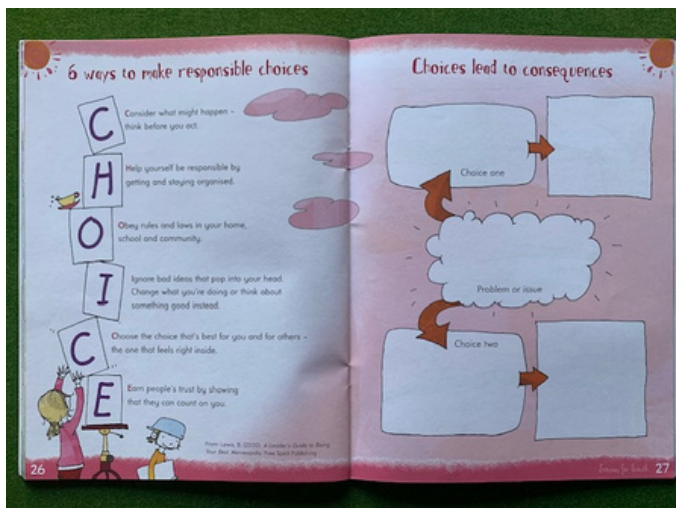 6 ways to make responsible choices
C
Consider what might happen –
think before you act.
H
Help yourself be responsible by
getting and staying organised.
O
Obey rules and laws in your home,
school and community.
I
Ignore bad ideas that pop into your head.
Change what you're doing or think about
something good instead.
C
Choose the choice that's best for you and for others –
the one that feels right inside.
E
Earn people's trust by showing
that they can count on you.
From: Lewis, B. (2000). A Leader's Guide to Being
Your Best. Minneapolis: Free Spirit Publishing
26
Choices lead to consequences
Choice one
Problem or issue
Choice two
27